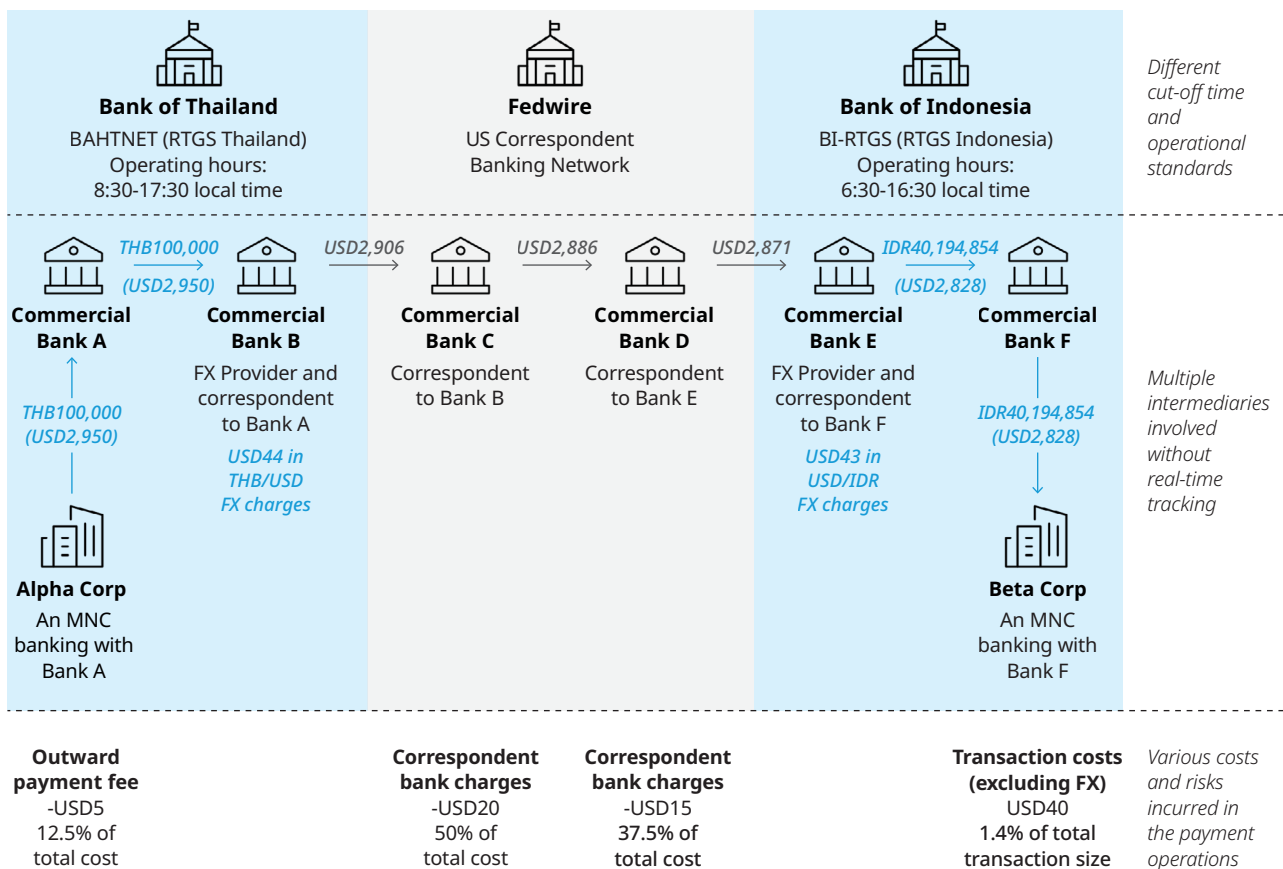 Bank of Thailand
BAHTNET (RTGS Thailand)
Operating hours:
8:30-17:30 local time
Fedwire
US Correspondent
Banking Network
Bank of Indonesia
BI-RTGS (RTGS Indonesia)
Operating hours:
6:30-16:30 local time
Different
cut-off time
and
operational
standards
THB100,000
(USD2,950)
USD2,906
USD2,886
USD2,871
IDR40,194,854
(USD2,828)
Commercial
Bank A
Commercial
Bank B
FX Provider and
correspondent
to Bank A
USD44 in
THB/USD
FX charges
Commercial
Bank C
Correspondent
to Bank B
Commercial
Bank D
Correspondent
to Bank E
Commercial
Bank E
FX Provider and
correspondent
to Bank F
USD43 in
USD/IDR
FX charges
Commercial
Bank F
THB100,000
(USD2,950)
IDR40,194,854
(USD2,828)
Multiple
intermediaries
involved
without
real-time
tracking
Alpha Corp
An MNC
banking with
Bank A
Beta Corp
An MNC
banking with
Bank F
Outward
payment fee
-USD5
12.5% of
total cost
Correspondent
bank charges
-USD20
50% of
total cost
Correspondent
bank charges
-USD15
37.5% of
total cost
Transaction costs
(excluding FX)
USD40
1.4% of total
transaction size
Various costs
and risks
incurred in
the payment
operations